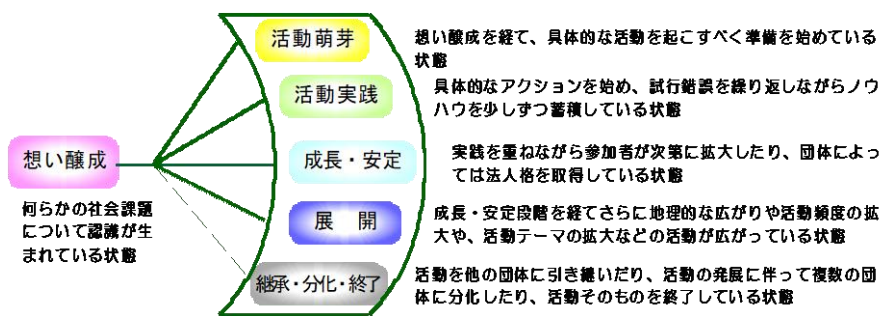 活動萌芽
想い醸成を経て、具体的な活動を起こすべく準備を始めている
状態
活動実践
具体的なアクションを始め、試行錯誤を繰り返しながらノウ
ハウを少しずつ蓄積している状態
想い醸成
何らかの社会課題
について認識が生
まれている状態
成長・安定
実践を重ねながら参加者が次第に拡大したり、団体によっ
ては法人格を取得している状態
展 開
成長・安定段階を経てさらに地理的な広がりや活動頻度の拡
大や、活動テーマの拡大などの活動が広がっている状態
継承・分化・終了
活動を他の団体に引き継いだり、活動の発展に伴って複数の団
体に分化したり、活動そのものを終了している状態